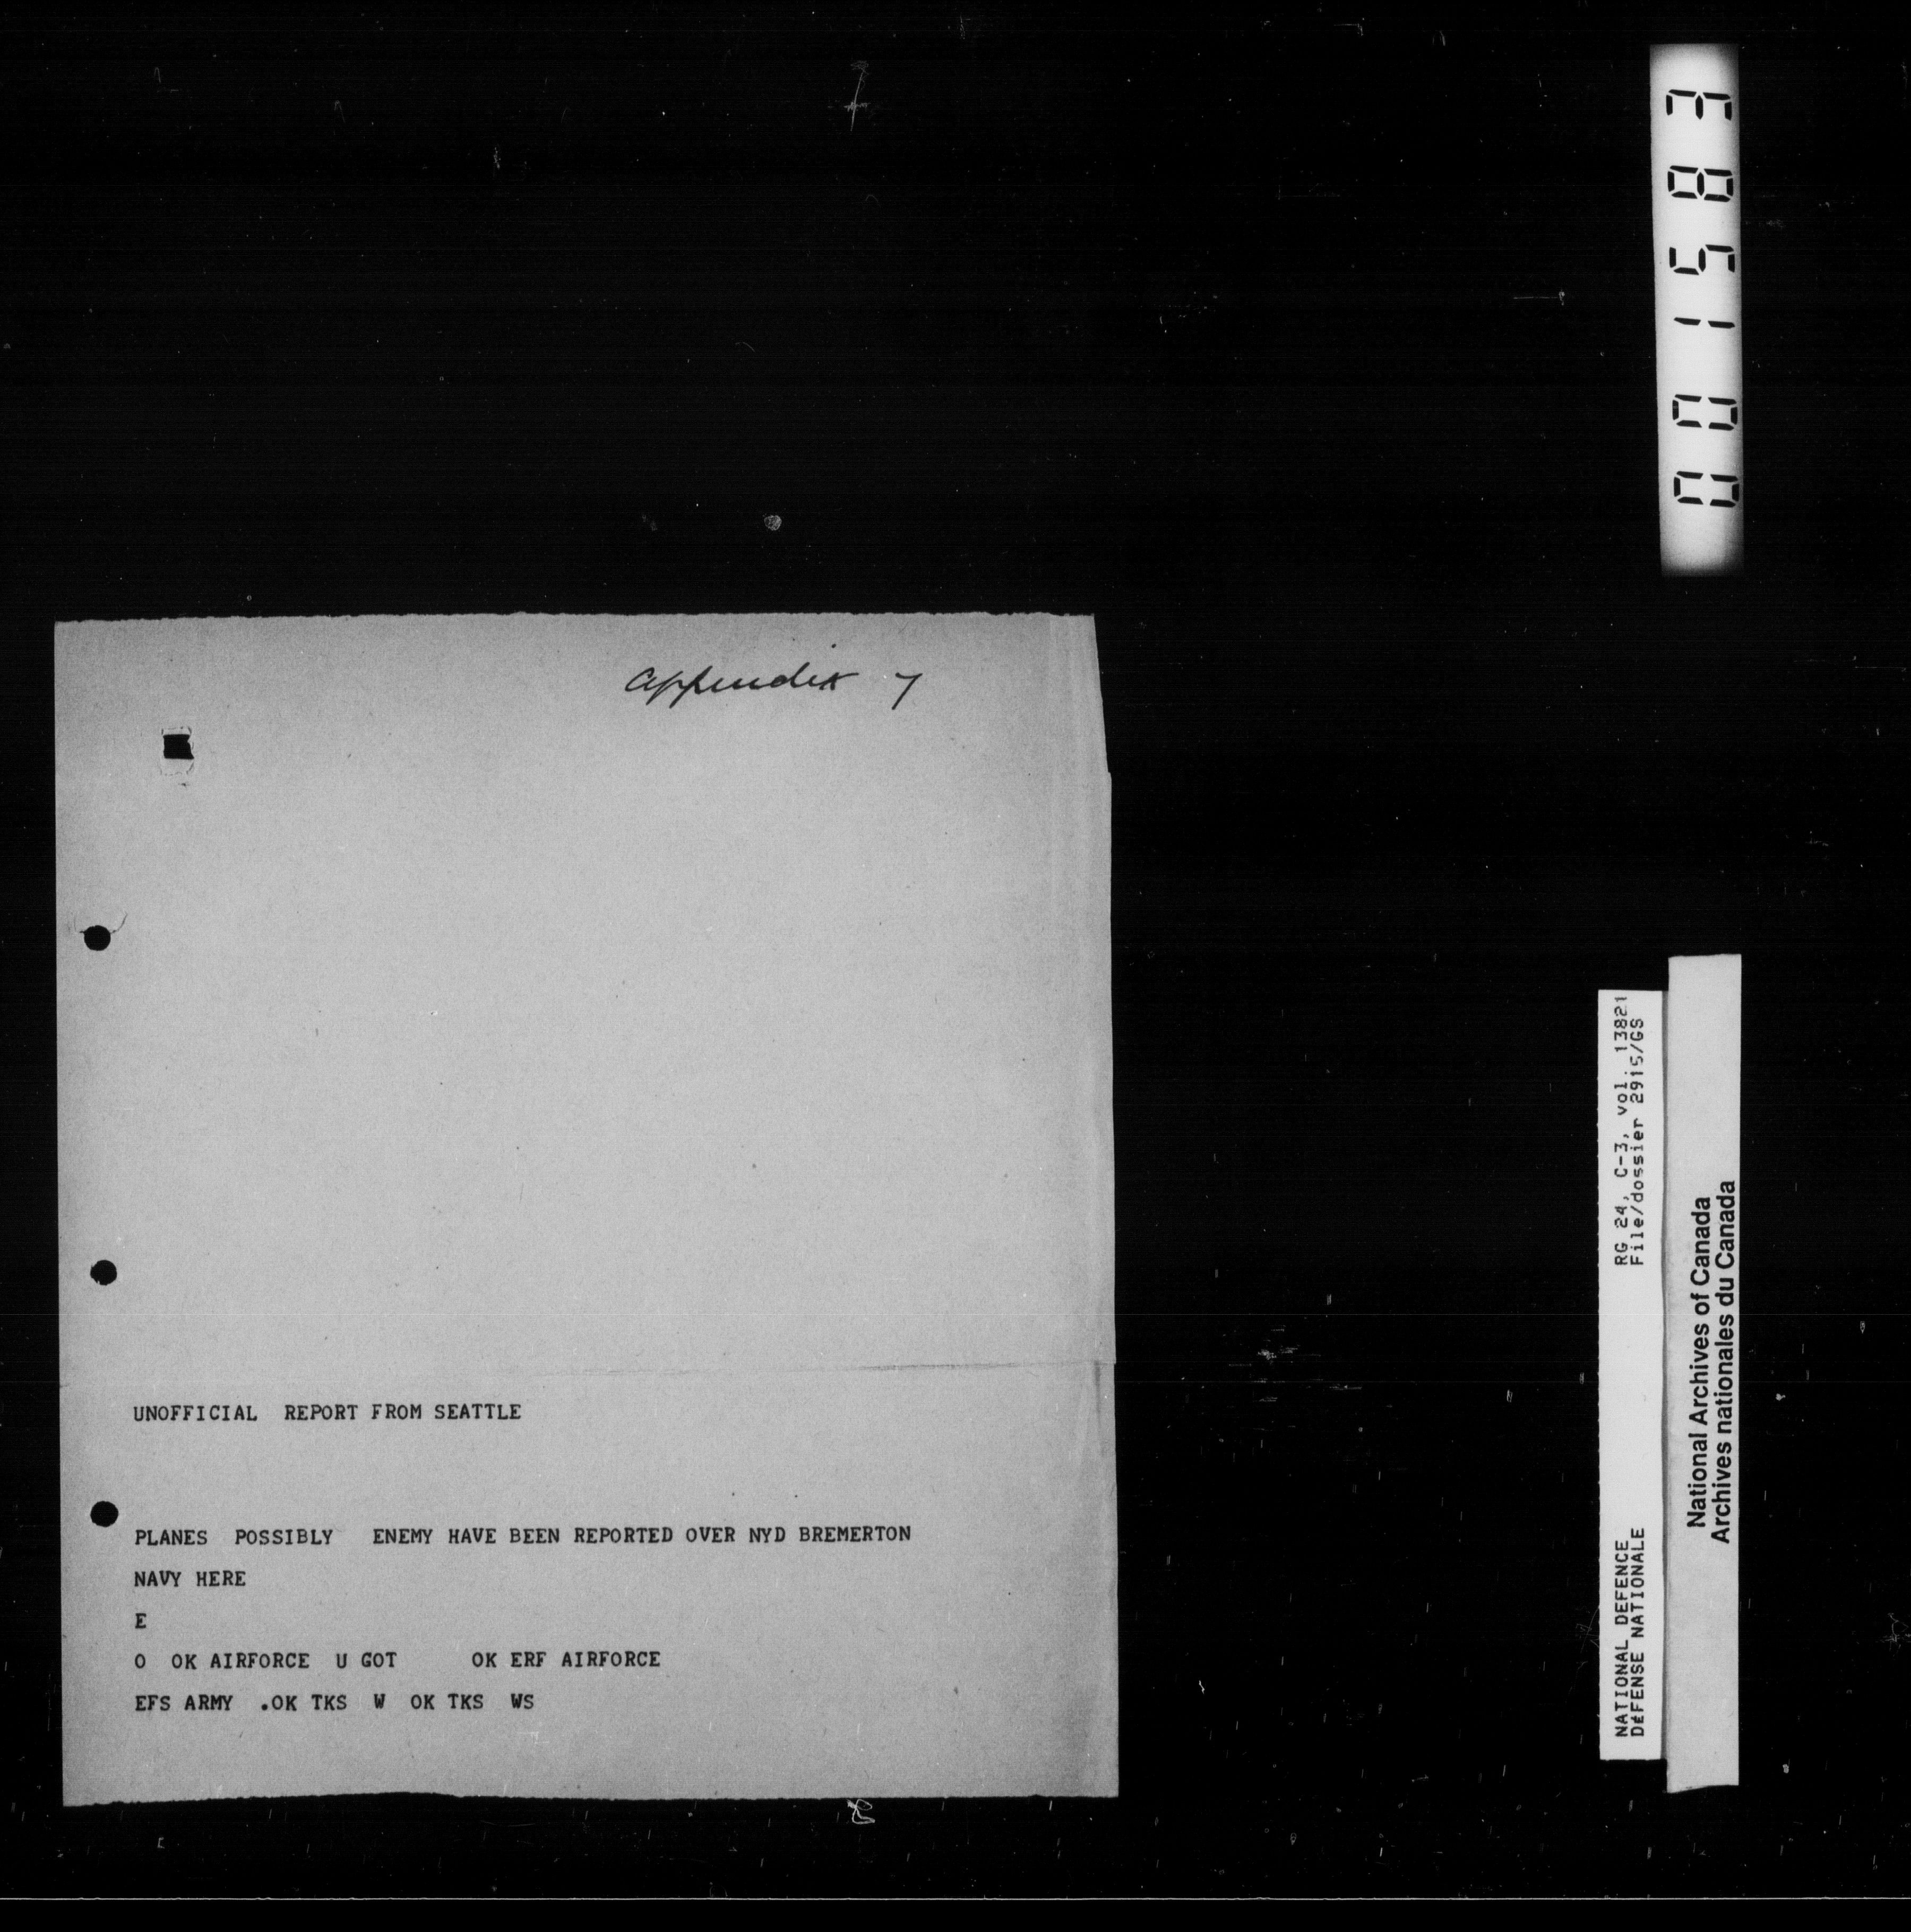 Appendix 7
UNOFFICIAL REPORT FROM SEATTLE
PLANES POSSIBLY ENEMY HAVE BEEN REPORTED OVER NYD BREMERTON
NAVY HERE
E
O OK AIRFORCE U GOT OK ERF AIRFORCE
EFS ARMY .OK TKS W OK TKS WS
001583
NATIONAL DEFENCE RG 24, C-3, vol. 13821
DÉFENSE NATIONALE File/dossier 2915/GS
National Archives of Canada
Archives nationales du Canada